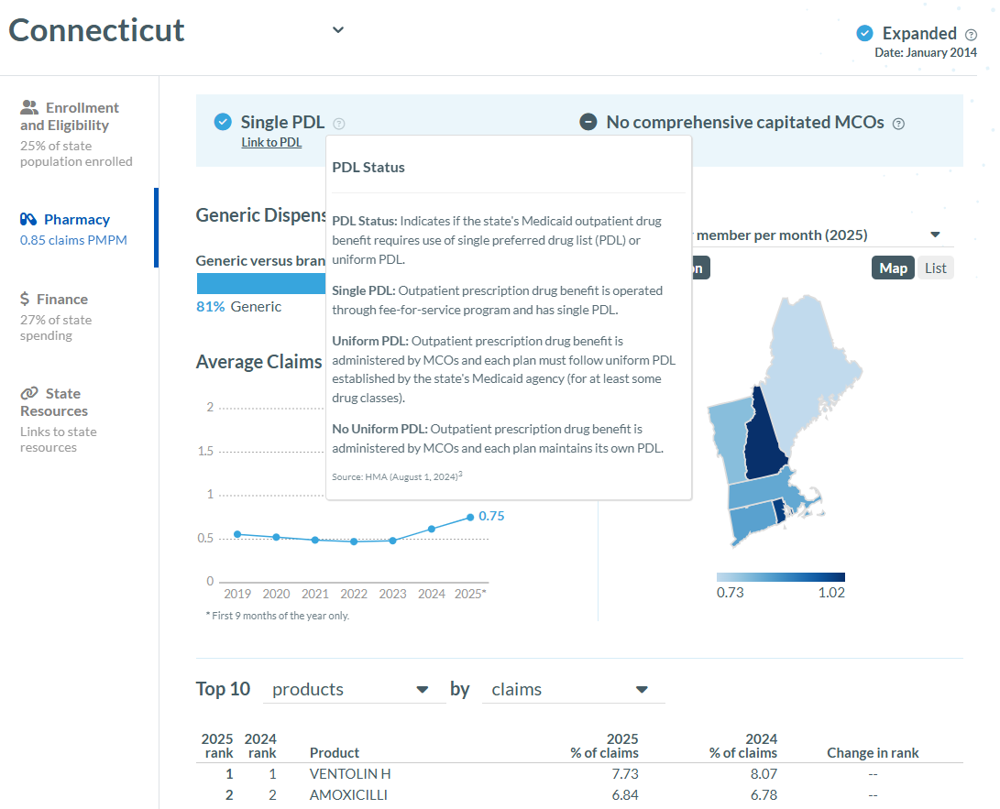 Connecticut
Expanded
Date: January 2014
Enrollment
and Eligibility
25% of state
population enrolled
Pharmacy
0.85 claims PMPM
$ Finance
27% of state
spending
State
Resources
Links to state
resources
Single PDL
Link to PDL
No comprehensive capitated MCOs
PDL Status
PDL Status: Indicates if the state's Medicaid outpatient drug
benefit requires use of single preferred drug list (PDL) or
uniform PDL.
Single PDL: Outpatient prescription drug benefit is operated
through fee-for-service program and has single PDL.
Uniform PDL: Outpatient prescription drug benefit is
administered by MCOs and each plan must follow uniform PDL
established by the state's Medicaid agency (for at least some
drug classes).
No Uniform PDL: Outpatient prescription drug benefit is
administered by MCOs and each plan maintains its own PDL.
Source: HMA (August 1, 2024)3
Generic Dispens
Generic versus bran
81% Generic
Average Claims
2
1.5
1
0.5
0
0.75
2019 2020 2021 2022 2023 2024 2025*
* First 9 months of the year only.
member per month (2025)
on
Map List
0.73 1.02
Top 10 products by claims
2025 rank 2024 rank Product 2025 % of claims 2024 % of claims Change in rank
1 1 VENTOLIN H 7.73 8.07 --
2 2 AMOXICILLI 6.84 6.78 --